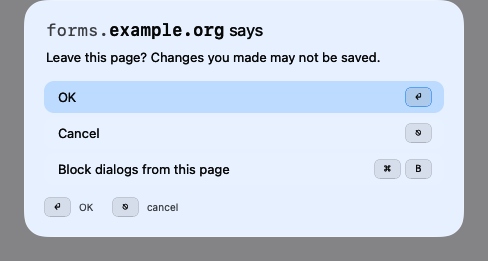 forms.example.org says
Leave this page? Changes you made may not be saved.
OK ↵
Cancel ⦸
Block dialogs from this page ⌘ B
↵ OK ⦸ cancel